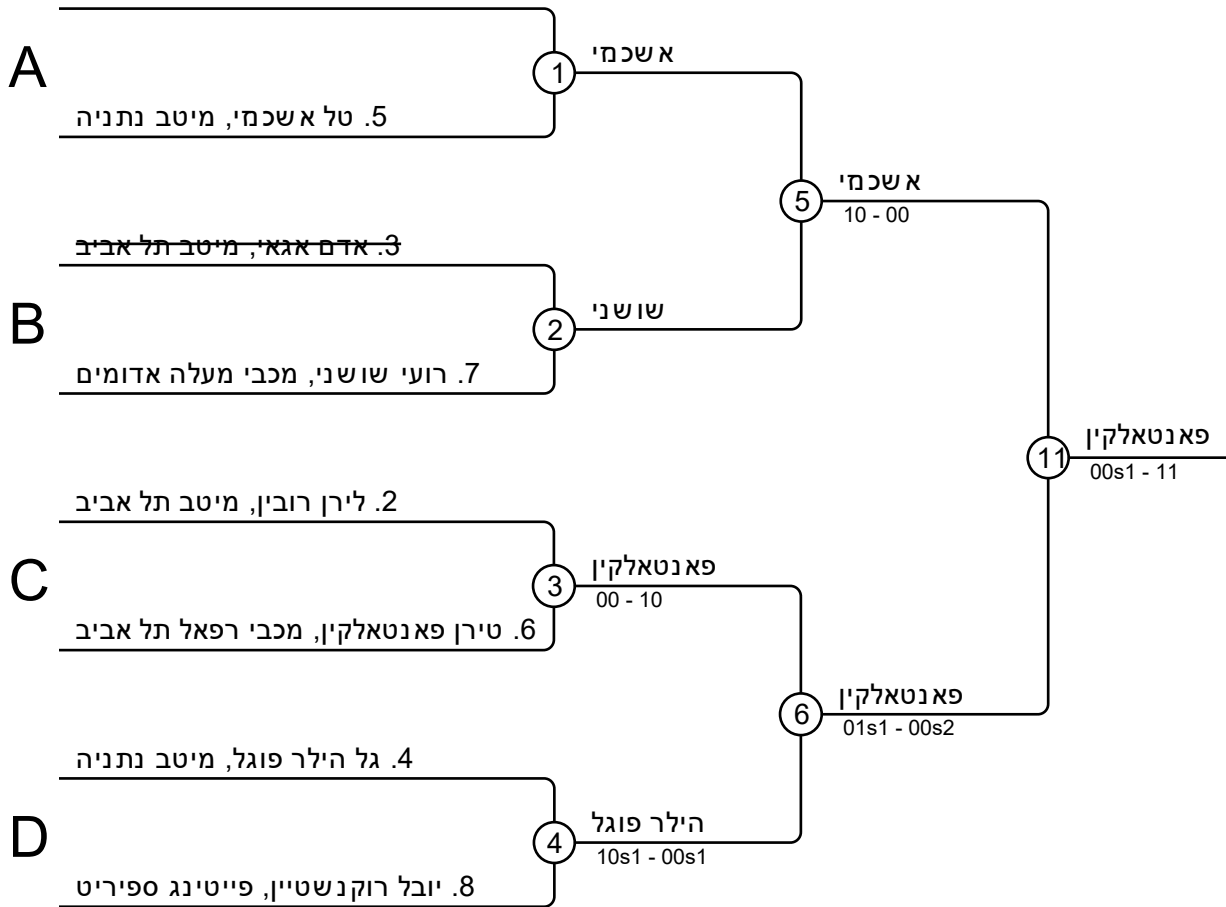 A
5. טל אשכנזי, מיטב נתניה
1
אשכנזי
3. אדם אגאי, מיטב תל אביב
B
7. רועי שושני, מכבי מעלה אדומים
2
שושני
5
אשכנזי
10 - 00
2. לירן רובין, מיטב תל אביב
C
6. טירן פאנטאלקין, מכבי רפאל תל אביב
3
פאנטאלקין
00 - 10
4. גל הילר פוגל, מיטב נתניה
D
8. יובל רוקנשטיין, פייטינג ספיריט
4
הילר פוגל
10s1 - 00s1
6
פאנטאלקין
01s1 - 00s2
11
פאנטאלקין
00s1 - 11